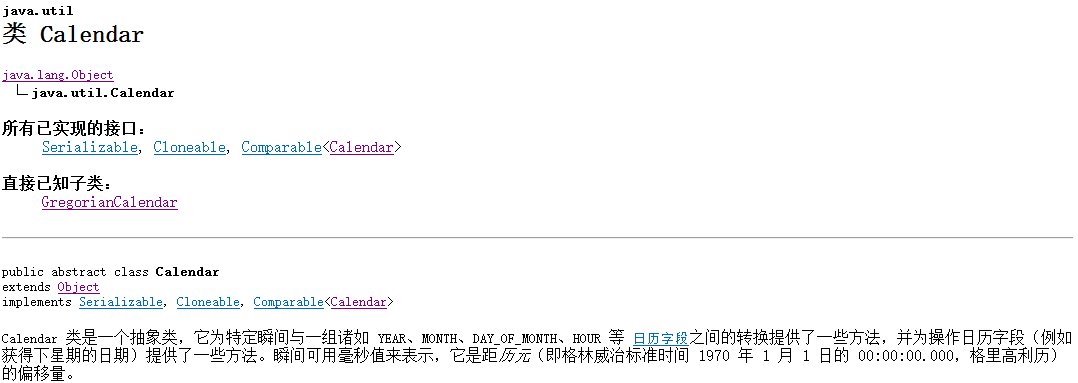 java.util
类 Calendar
java.lang.Object
java.util.Calendar
所有已实现的接口：
Serializable, Cloneable, Comparable<Calendar>
直接已知子类：
GregorianCalendar
public abstract class Calendar
extends Object
implements Serializable, Cloneable, Comparable<Calendar>
Calendar 类是一个抽象类，它为特定瞬间与一组诸如 YEAR、MONTH、DAY_OF_MONTH、HOUR 等 日历字段之间的转换提供了一些方法，并为操作日历字段（例如
获得下星期的日期）提供了一些方法。瞬间可用毫秒值来表示，它是距历元（即格林威治标准时间 1970 年 1 月 1 日的 00:00:00.000，格里高利历）
的偏移量。